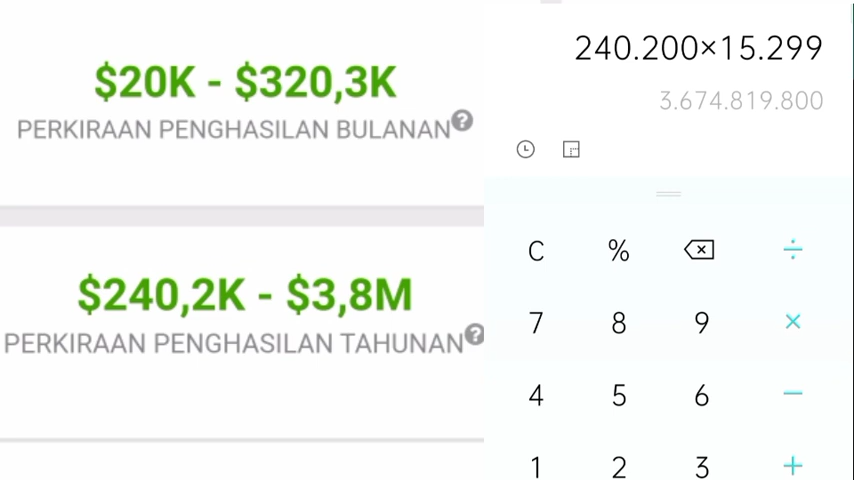 $20K - $320,3K
PERKIRAAN PENGHASILAN BULANAN?
$240,2K - $3,8M
PERKIRAAN PENGHASILAN TAHUNAN?
240.200×15.299
3.674.819.800
C % ÷
7 8 9 ×
4 5 6 −
1 2 3 +